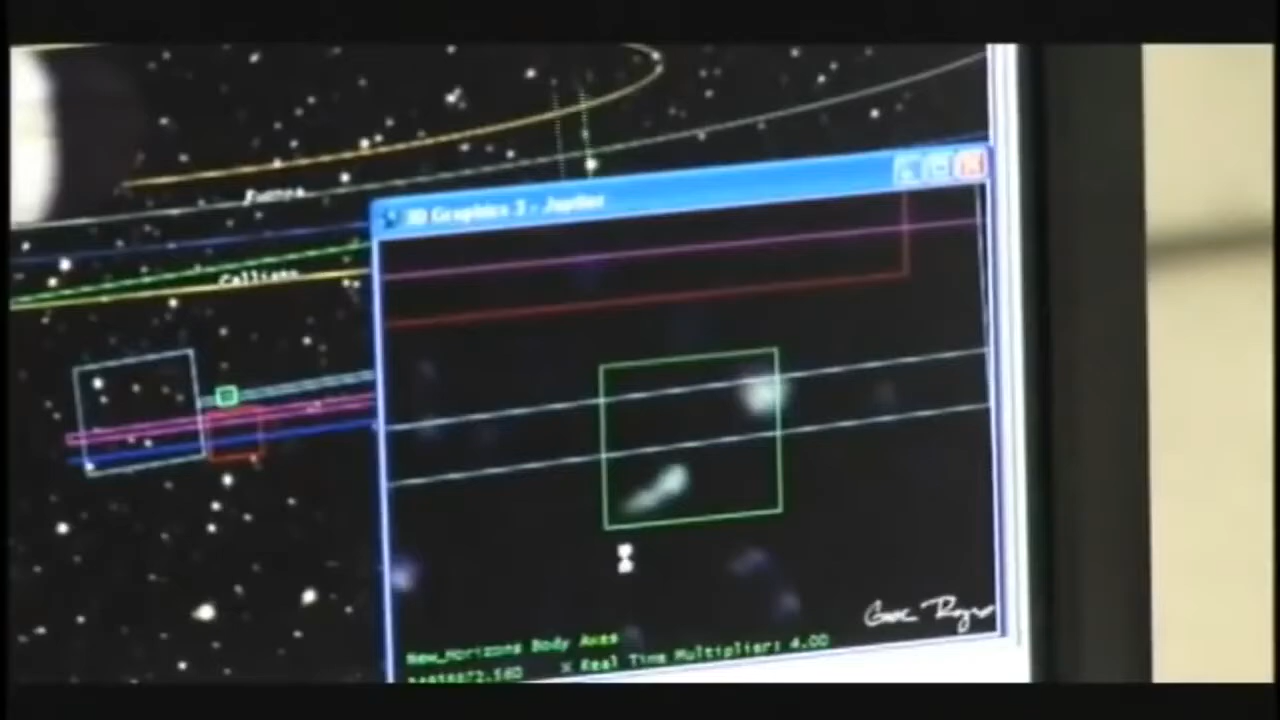 Europa
3D Graphics 3 - Jupiter
Callisto
New_Horizons Body Axes
X Real Time Multiplier: 4.00